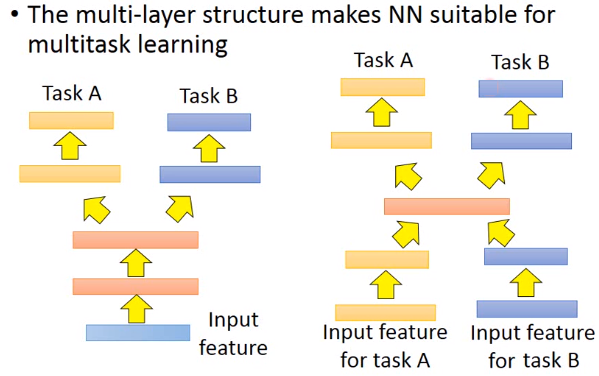 • The multi-layer structure makes NN suitable for
multitask learning
Task A
Task B
Input
feature
Task A
Task B
Input feature
for task A
Input feature
for task B